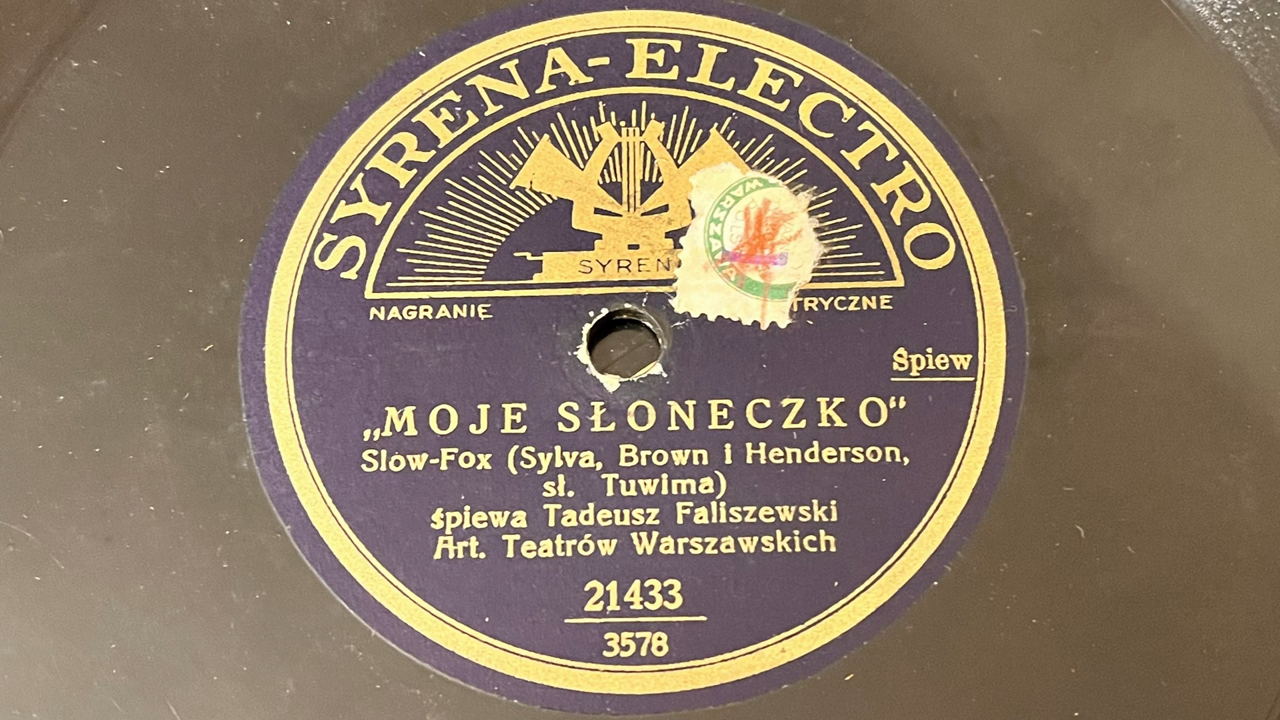 SYRENA-ELECTRO
SYREN
NAGRANIE
TRYCZNE
WARSZAWA
Śpiew
„MOJE SŁONECZKO“
Slow-Fox (Sylva, Brown i Henderson,
sł. Tuwima)
śpiewa Tadeusz Faliszewski
Art. Teatrów Warszawskich
21433
3578